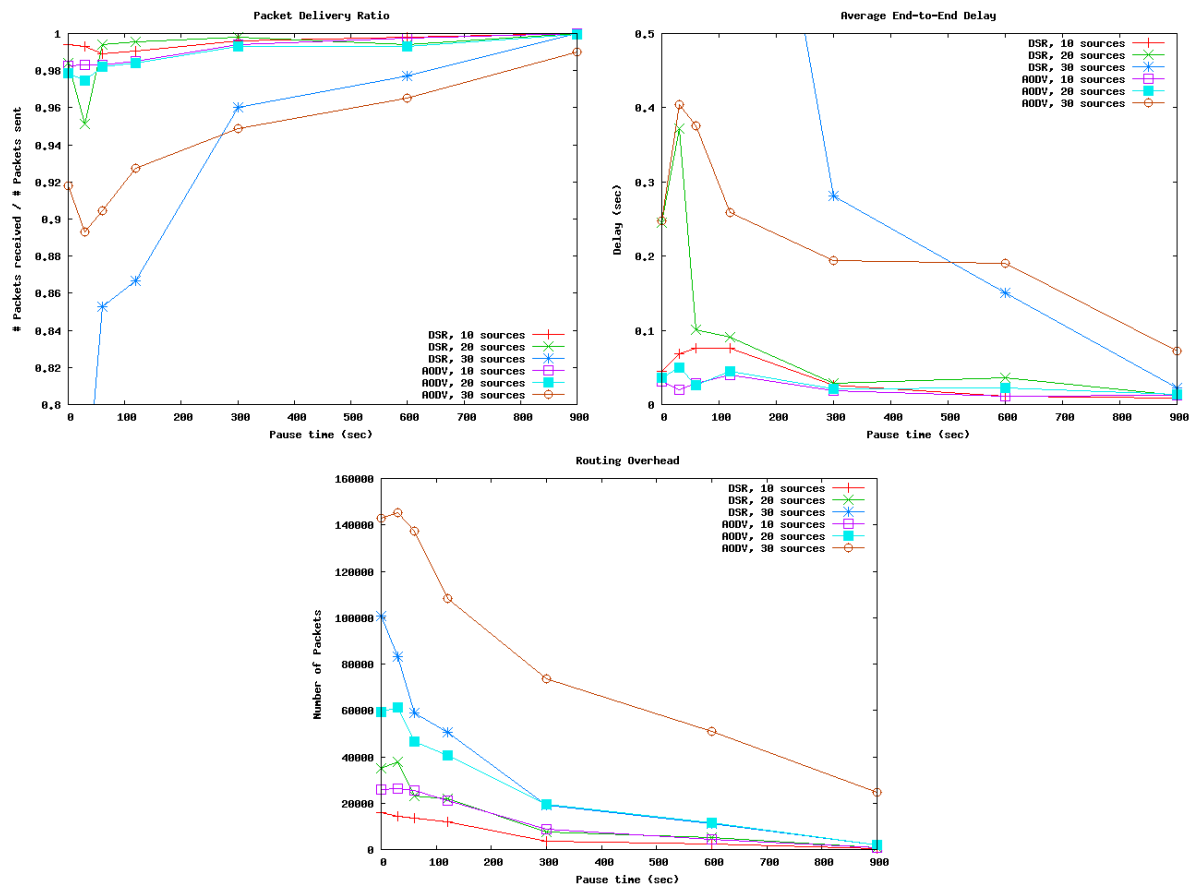 Packet Delivery Ratio
# Packets received / # Packets sent
1
0.98
0.96
0.94
0.92
0.9
0.88
0.86
0.84
0.82
0.8
DSR, 10 sources
DSR, 20 sources
DSR, 30 sources
AODV, 10 sources
AODV, 20 sources
AODV, 30 sources
0 100 200 300 400 500 600 700 800 900
Pause time (sec)
Average End-to-End Delay
Delay (sec)
0.5
0.4
0.3
0.2
0.1
0
DSR, 10 sources
DSR, 20 sources
DSR, 30 sources
AODV, 10 sources
AODV, 20 sources
AODV, 30 sources
0 100 200 300 400 500 600 700 800 900
Pause time (sec)
Routing Overhead
Number of Packets
160000
140000
120000
100000
80000
60000
40000
20000
0
DSR, 10 sources
DSR, 20 sources
DSR, 30 sources
AODV, 10 sources
AODV, 20 sources
AODV, 30 sources
0 100 200 300 400 500 600 700 800 900
Pause time (sec)